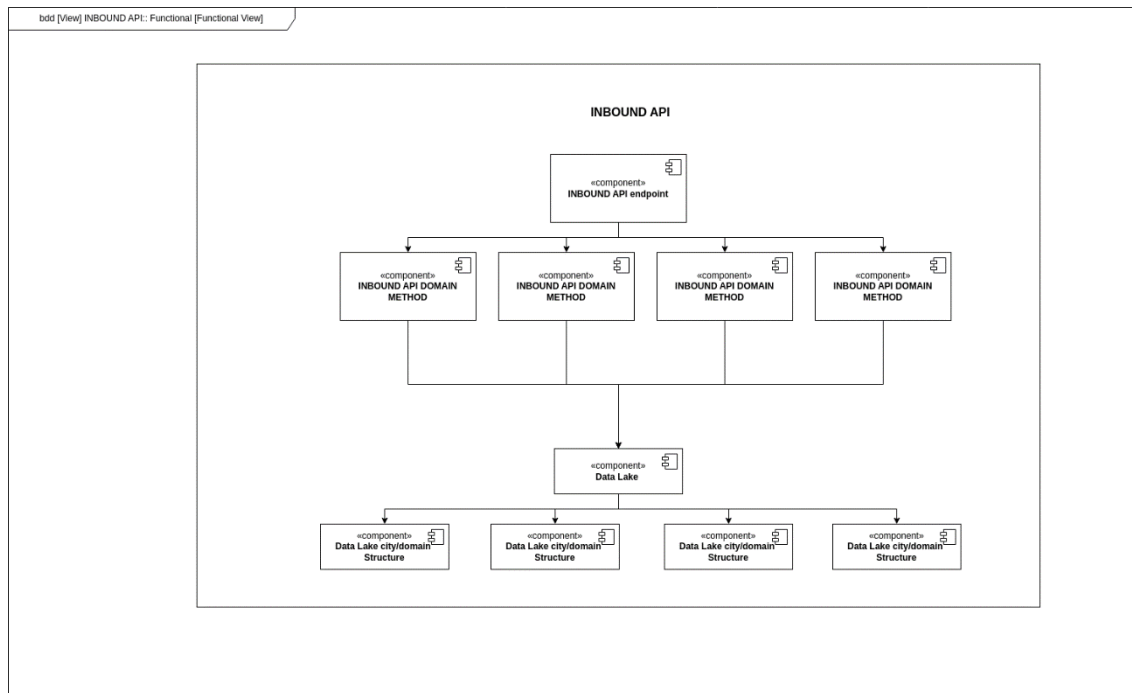 bdd [View] INBOUND API:: Functional [Functional View]
INBOUND API
«component»
INBOUND API endpoint
«component»
INBOUND API DOMAIN
METHOD
«component»
INBOUND API DOMAIN
METHOD
«component»
INBOUND API DOMAIN
METHOD
«component»
INBOUND API DOMAIN
METHOD
«component»
Data Lake
«component»
Data Lake city/domain
Structure
«component»
Data Lake city/domain
Structure
«component»
Data Lake city/domain
Structure
«component»
Data Lake city/domain
Structure